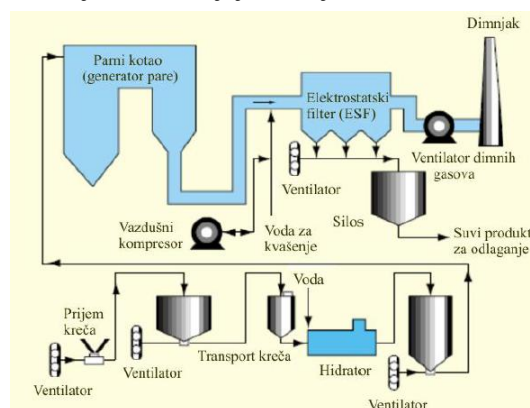 Dimnjak
Parni kotao
(generator pare)
Elektrostatski
filter (ESF)
Ventilator dimnih
gasova
Ventilator
Vazdušni
kompresor
Voda za
kvašenje
Silos
Suvi produkt
za odlaganje
Prijem
kreča
Voda
Transport kreča
Hidrator
Ventilator
Ventilator
Ventilator